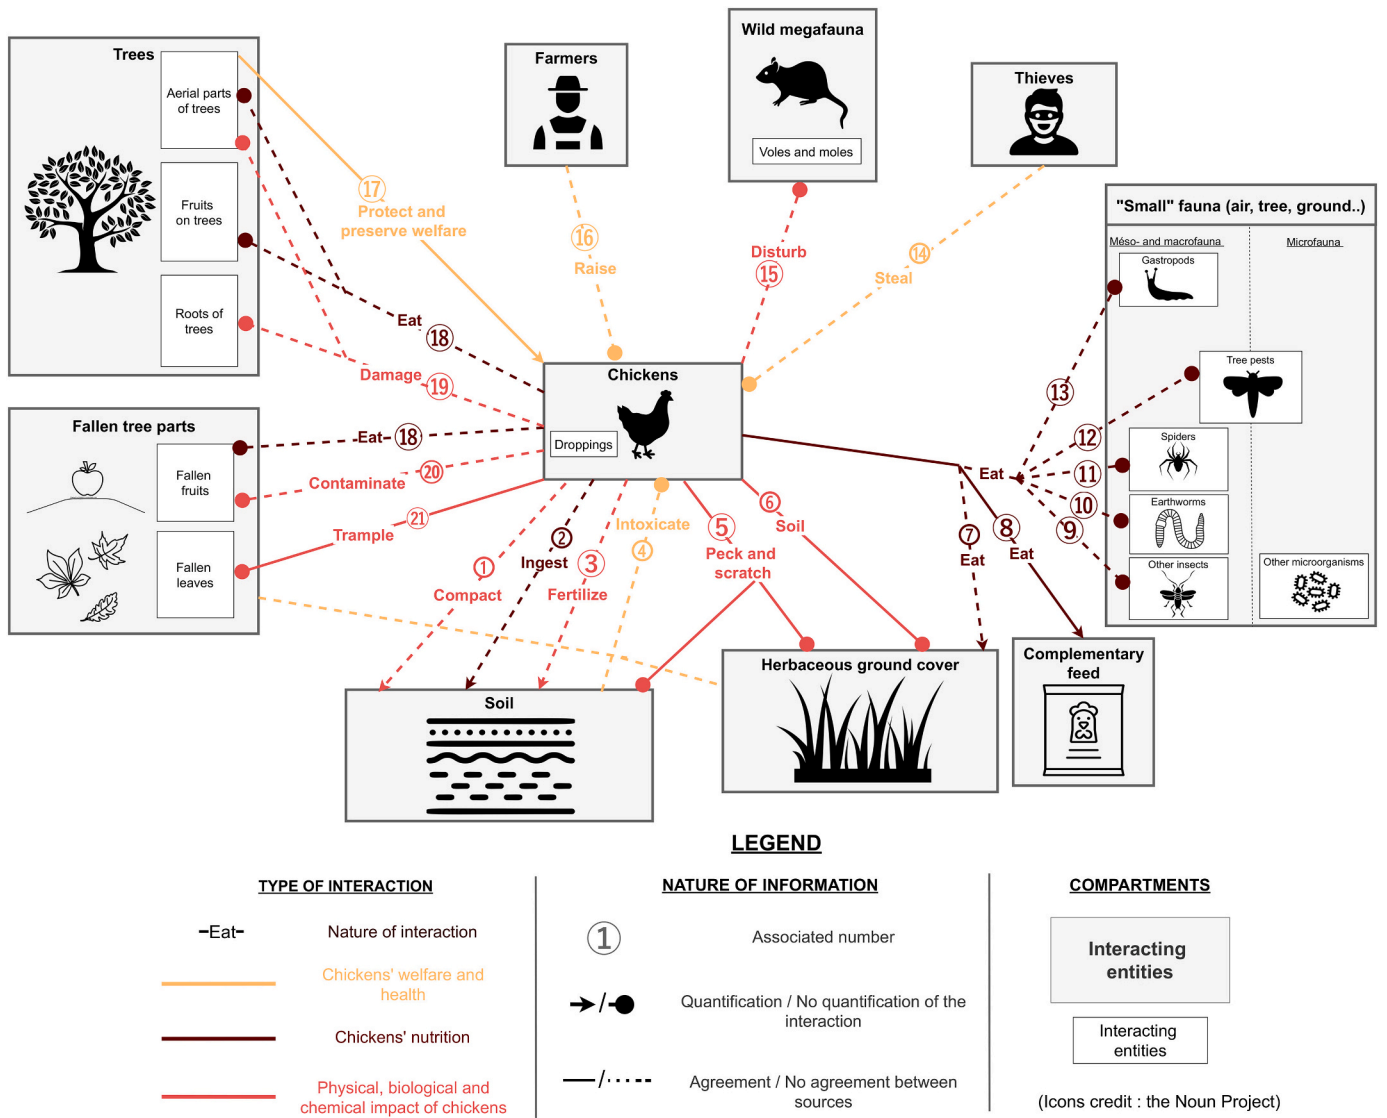 Trees
Aerial parts
of trees
Fruits
on trees
Roots of
trees
Farmers
Wild megafauna
Voles and moles
Thieves
"Small" fauna (air, tree, ground..)
Méso- and macrofauna
Microfauna
Gastropods
Tree pests
Spiders
Earthworms
Other insects
Other microorganisms
17
Protect and
preserve welfare
16
Raise
Disturb
15
14
Steal
Eat
18
Damage
19
Chickens
Droppings
13
12
11
10
9
Eat
Fallen tree parts
Fallen
fruits
Fallen
leaves
Eat
18
Contaminate
20
Trample
21
1
Compact
2
Ingest
3
Fertilize
Intoxicate
4
5
Peck and
scratch
6
Soil
7
Eat
8
Eat
Soil
Herbaceous ground cover
Complementary
feed
LEGEND
TYPE OF INTERACTION
Eat
Nature of interaction
Chickens' welfare and
health
Chickens' nutrition
Physical, biological and
chemical impact of chickens
NATURE OF INFORMATION
1
Associated number
/
Quantification / No quantification of the
interaction
/
Agreement / No agreement between
sources
COMPARTMENTS
Interacting
entities
Interacting
entities
(Icons credit : the Noun Project)